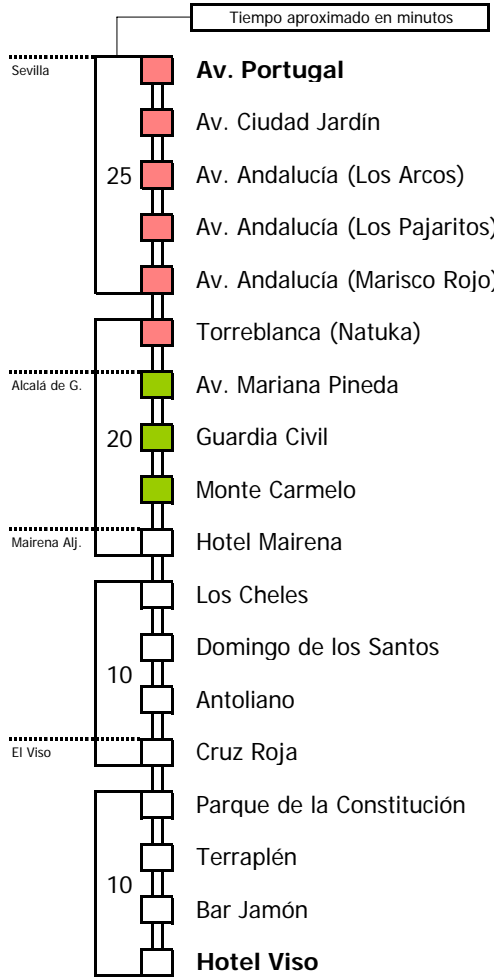 Tiempo aproximado en minutos
Sevilla
Av. Portugal
Av. Ciudad Jardín
25
Av. Andalucía (Los Arcos)
Av. Andalucía (Los Pajaritos)
Av. Andalucía (Marisco Rojo)
Torreblanca (Natuka)
Alcalá de G.
Av. Mariana Pineda
20
Guardia Civil
Monte Carmelo
Mairena Alj.
Hotel Mairena
Los Cheles
Domingo de los Santos
10
Antoliano
El Viso
Cruz Roja
Parque de la Constitución
Terraplén
10
Bar Jamón
Hotel Viso